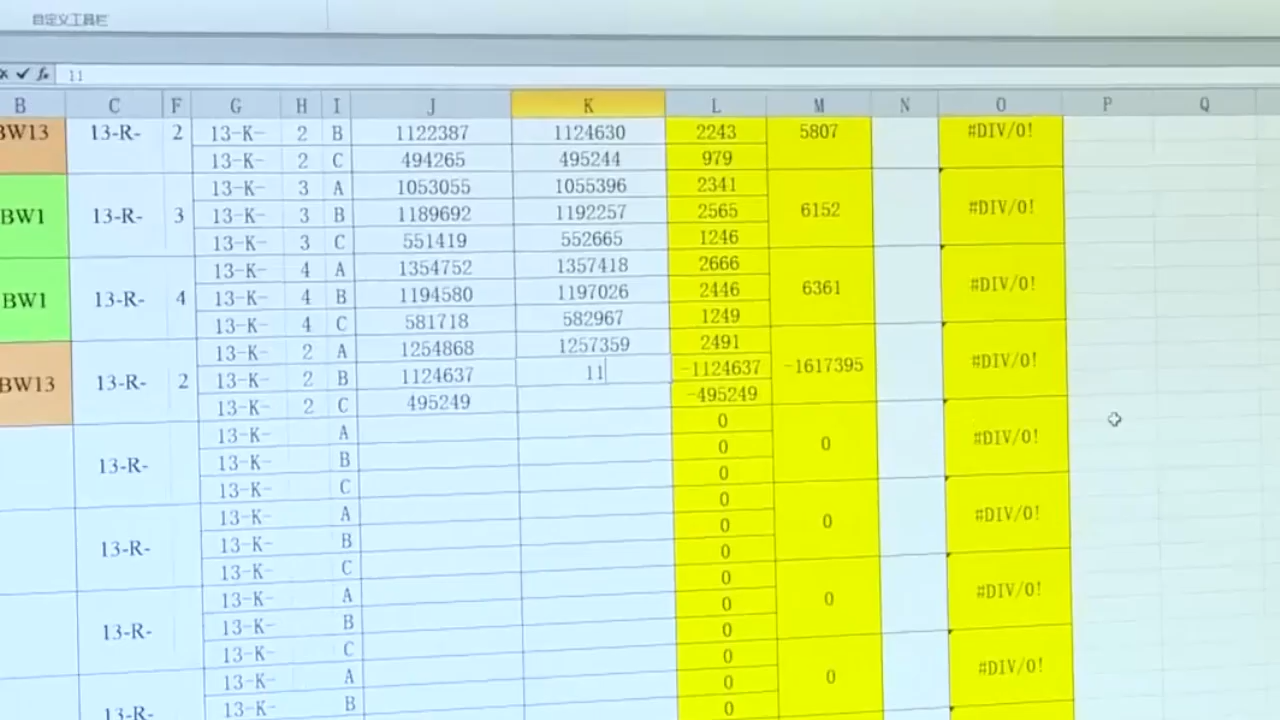 自定义工具栏
11
B C F G H I J K L M N O P Q
BW13 13-R- 2 13-K- 2 B 1122387 1124630 2243 5807 #DIV/0!
13-K- 2 C 494265 495244 979
13-K- 3 A 1053055 1055396 2341
BW1 13-R- 3 13-K- 3 B 1189692 1192257 2565 6152 #DIV/0!
13-K- 3 C 551419 552665 1246
13-K- 4 A 1354752 1357418 2666
BW1 13-R- 4 13-K- 4 B 1194580 1197026 2446 6361 #DIV/0!
13-K- 4 C 581718 582967 1249
13-K- 2 A 1254868 1257359 2491
BW13 13-R- 2 13-K- 2 B 1124637 11 -1124637 -1617395 #DIV/0!
13-K- 2 C 495249 -495249
13-K- A 0
13-R- 13-K- B 0 0 #DIV/0!
13-K- C 0
13-K- A 0
13-R- 13-K- B 0 0 #DIV/0!
13-K- C 0
13-K- A 0
13-R- 13-K- B 0 0 #DIV/0!
13-K- C 0
13-K- A 0
13-R- 13-K- B 0 0 #DIV/0!